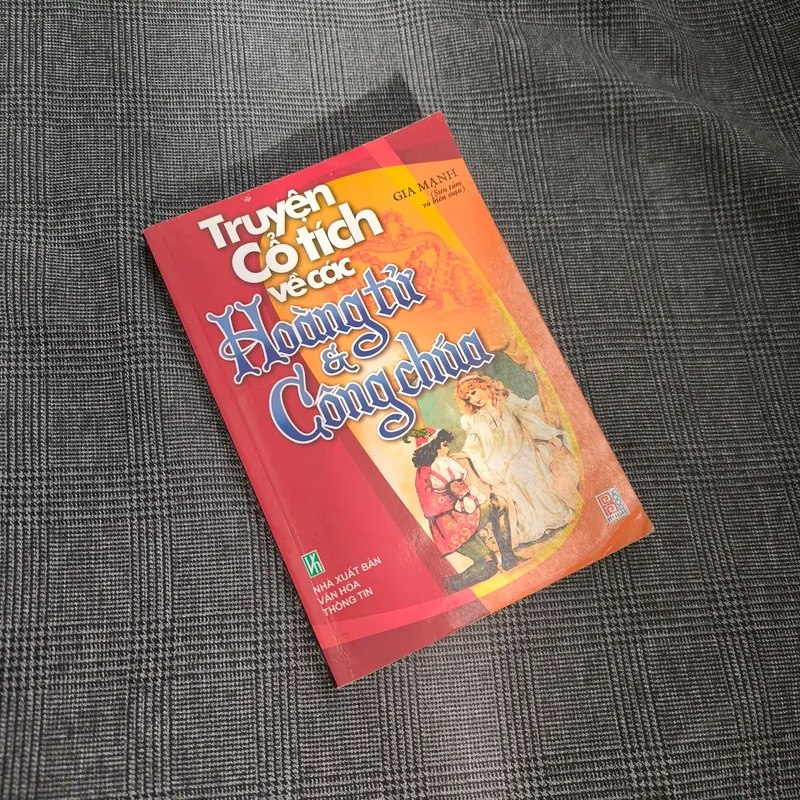 GIA MẠNH
(Sưu tầm
và biên soạn)
Truyện
Cổ tích
về các
Hoàng tử
&
Công chúa
NHÀ XUẤT BẢN
VĂN HÓA
THÔNG TIN